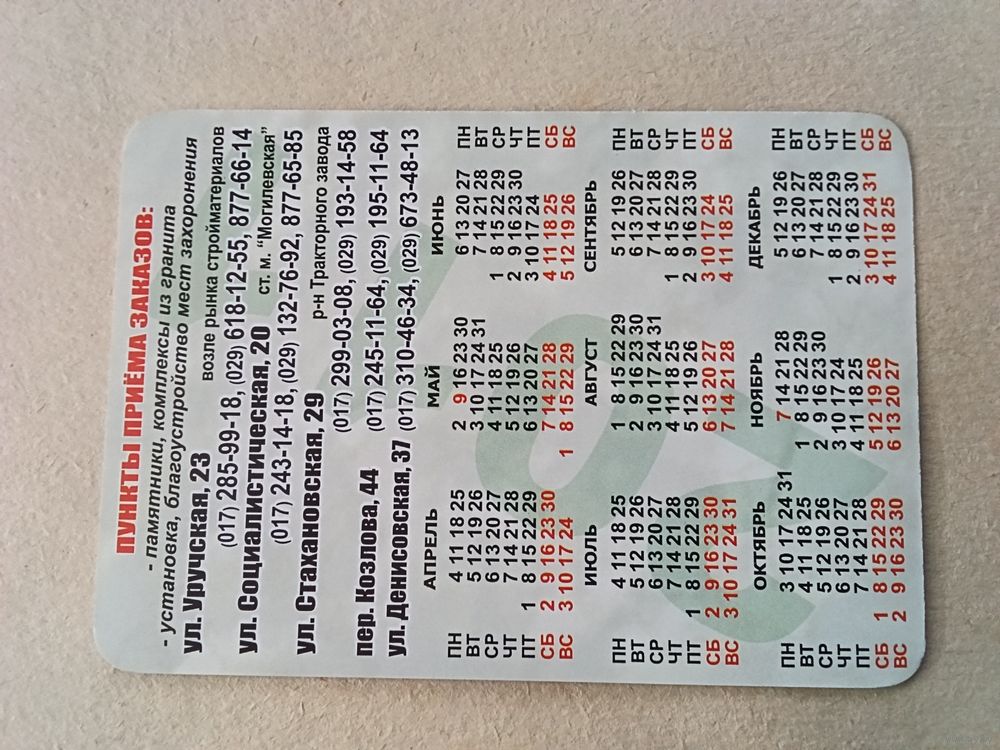 ПУНКТЫ ПРИЁМА ЗАКАЗОВ:
- памятники, комплексы из гранита
- установка, благоустройство мест захоронения
ул. Уручская, 23 возле рынка стройматериалов
(017) 285-99-18, (029) 618-12-55, 877-66-14
ул. Социалистическая, 20 ст. м. "Могилевская"
(017) 243-14-18, (029) 132-76-92, 877-65-85
ул. Стахановская, 29 р-н Тракторного завода
(017) 299-03-08, (029) 193-14-58
пер. Козлова, 44 (017) 245-11-64, (029) 195-11-64
ул. Денисовская, 37 (017) 310-46-34, (029) 673-48-13
АПРЕЛЬ МАЙ ИЮНЬ
ПН 4 11 18 25 2 9 16 23 30 6 13 20 27 ПН
ВТ 5 12 19 26 3 10 17 24 31 7 14 21 28 ВТ
СР 6 13 20 27 4 11 18 25 1 8 15 22 29 СР
ЧТ 7 14 21 28 5 12 19 26 2 9 16 23 30 ЧТ
ПТ 1 8 15 22 29 6 13 20 27 3 10 17 24 ПТ
СБ 2 9 16 23 30 7 14 21 28 4 11 18 25 СБ
ВС 3 10 17 24 1 8 15 22 29 5 12 19 26 ВС
ИЮЛЬ АВГУСТ СЕНТЯБРЬ
ПН 4 11 18 25 1 8 15 22 29 5 12 19 26 ПН
ВТ 5 12 19 26 2 9 16 23 30 6 13 20 27 ВТ
СР 6 13 20 27 3 10 17 24 31 7 14 21 28 СР
ЧТ 7 14 21 28 4 11 18 25 1 8 15 22 29 ЧТ
ПТ 1 8 15 22 29 5 12 19 26 2 9 16 23 30 ПТ
СБ 2 9 16 23 30 6 13 20 27 3 10 17 24 СБ
ВС 3 10 17 24 31 7 14 21 28 4 11 18 25 ВС
ОКТЯБРЬ НОЯБРЬ ДЕКАБРЬ
ПН 3 10 17 24 31 7 14 21 28 5 12 19 26 ПН
ВТ 4 11 18 25 1 8 15 22 29 6 13 20 27 ВТ
СР 5 12 19 26 2 9 16 23 30 7 14 21 28 СР
ЧТ 6 13 20 27 3 10 17 24 1 8 15 22 29 ЧТ
ПТ 7 14 21 28 4 11 18 25 2 9 16 23 30 ПТ
СБ 1 8 15 22 29 5 12 19 26 3 10 17 24 31 СБ
ВС 2 9 16 23 30 6 13 20 27 4 11 18 25 ВС